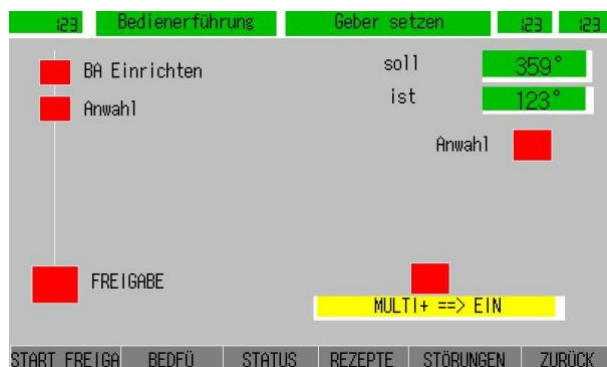 123 Bedienerführung Geber setzen 123 123
BA Einrichten soll 359°
Anwahl ist 123°
Anwahl
FREIGABE
MULTI+ ==> EIN
START FREIGA BEDFÜ STATUS REZEPTE STÖRUNGEN ZURÜCK